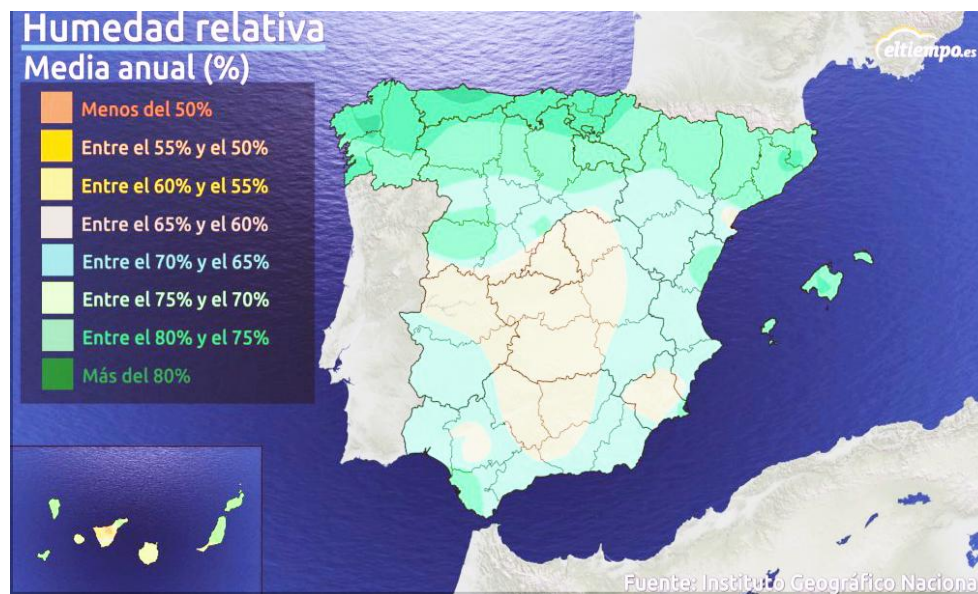 Humedad relativa
Media anual (%)
eltiempo.es
Menos del 50%
Entre el 55% y el 50%
Entre el 60% y el 55%
Entre el 65% y el 60%
Entre el 70% y el 65%
Entre el 75% y el 70%
Entre el 80% y el 75%
Más del 80%
Fuente: Instituto Geográfico Naciona